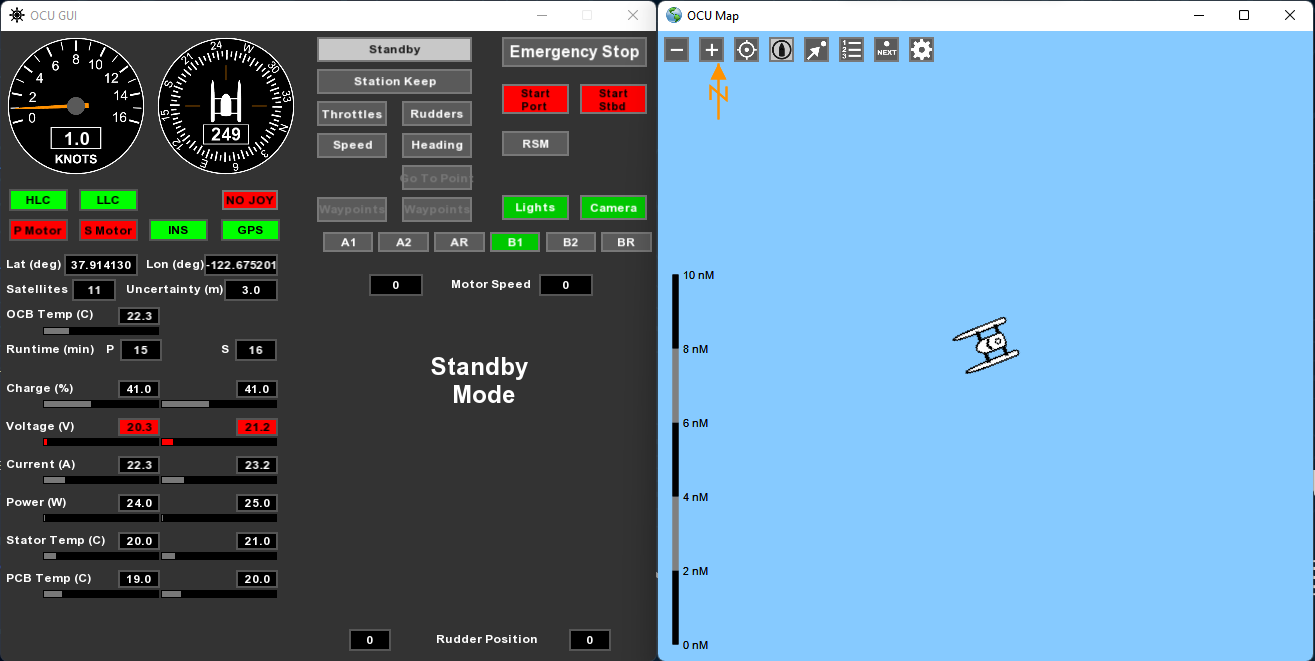 OCU GUI
24
W
21
30
S
33
15
N
12
3
E
6
249
0
2
4
6
8
10
12
14
16
1.0
KNOTS
HLC
LLC
NO JOY
P Motor
S Motor
INS
GPS
Lat (deg) 37.914130 Lon (deg) -122.675201
Satellites 11 Uncertainty (m) 3.0
OCB Temp (C) 22.3
Runtime (min) P 15 S 16
Charge (%) 41.0 41.0
Voltage (V) 20.3 21.2
Current (A) 22.3 23.2
Power (W) 24.0 25.0
Stator Temp (C) 20.0 21.0
PCB Temp (C) 19.0 20.0
Standby
Station Keep
Throttles
Rudders
Speed
Heading
Go To Point
Waypoints
Waypoints
Emergency Stop
Start
Port
Start
Stbd
RSM
Lights
Camera
A1
A2
AR
B1
B2
BR
0 Motor Speed 0
Standby
Mode
0 Rudder Position 0
OCU Map
1
2
3
NEXT
N
10 nM
8 nM
6 nM
4 nM
2 nM
0 nM